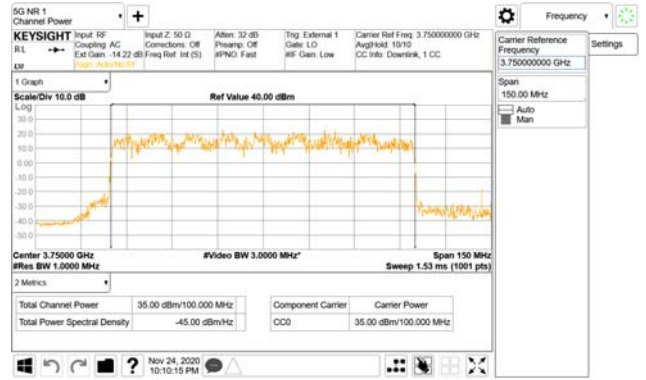 5G NR 1
Channel Power
Frequency
KEYSIGHT
RL
Input: RF
Coupling: AC
Ext Gain: -14.22 dB
Align: Auto/No RF
Input Z: 50 Ω
Corrections: Off
Freq Ref: Int (S)
Atten: 32 dB
Preamp: Off
#PNO: Fast
Trig: External 1
Gate: LO
#IF Gain: Low
Carrier Ref Freq: 3.750000000 GHz
Avg|Hold: 10/10
CC Info: Downlink, 1 CC
Carrier Reference
Frequency
3.750000000 GHz
Span
150.00 MHz
Auto
Man
Settings
1 Graph
Scale/Div 10.0 dB
Ref Value 40.00 dBm
Log
30.0
20.0
10.0
0.00
-10.0
-20.0
-30.0
-40.0
-50.0
Center 3.75000 GHz
#Video BW 3.0000 MHz*
Span 150 MHz
#Res BW 1.0000 MHz
Sweep 1.53 ms (1001 pts)
2 Metrics
Total Channel Power 35.00 dBm/100.000 MHz
Total Power Spectral Density -45.00 dBm/Hz
Component Carrier Carrier Power
CC0 35.00 dBm/100.000 MHz
?
Nov 24, 2020
10:10:15 PM